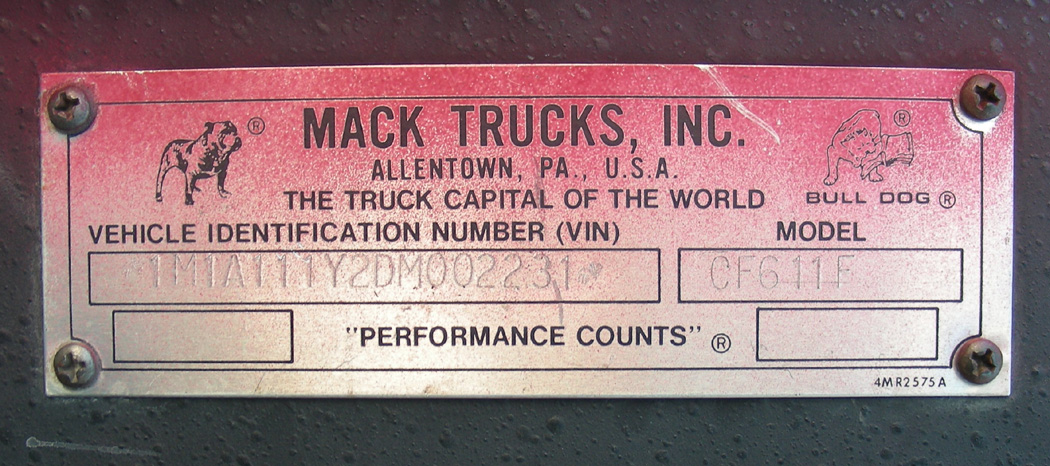 MACK TRUCKS, INC.
ALLENTOWN, PA., U.S.A.
THE TRUCK CAPITAL OF THE WORLD
®
®
BULL DOG ®
VEHICLE IDENTIFICATION NUMBER (VIN)
MODEL
*1M1A111Y2DM002231*
CF611F
"PERFORMANCE COUNTS" ®
4MR2575A